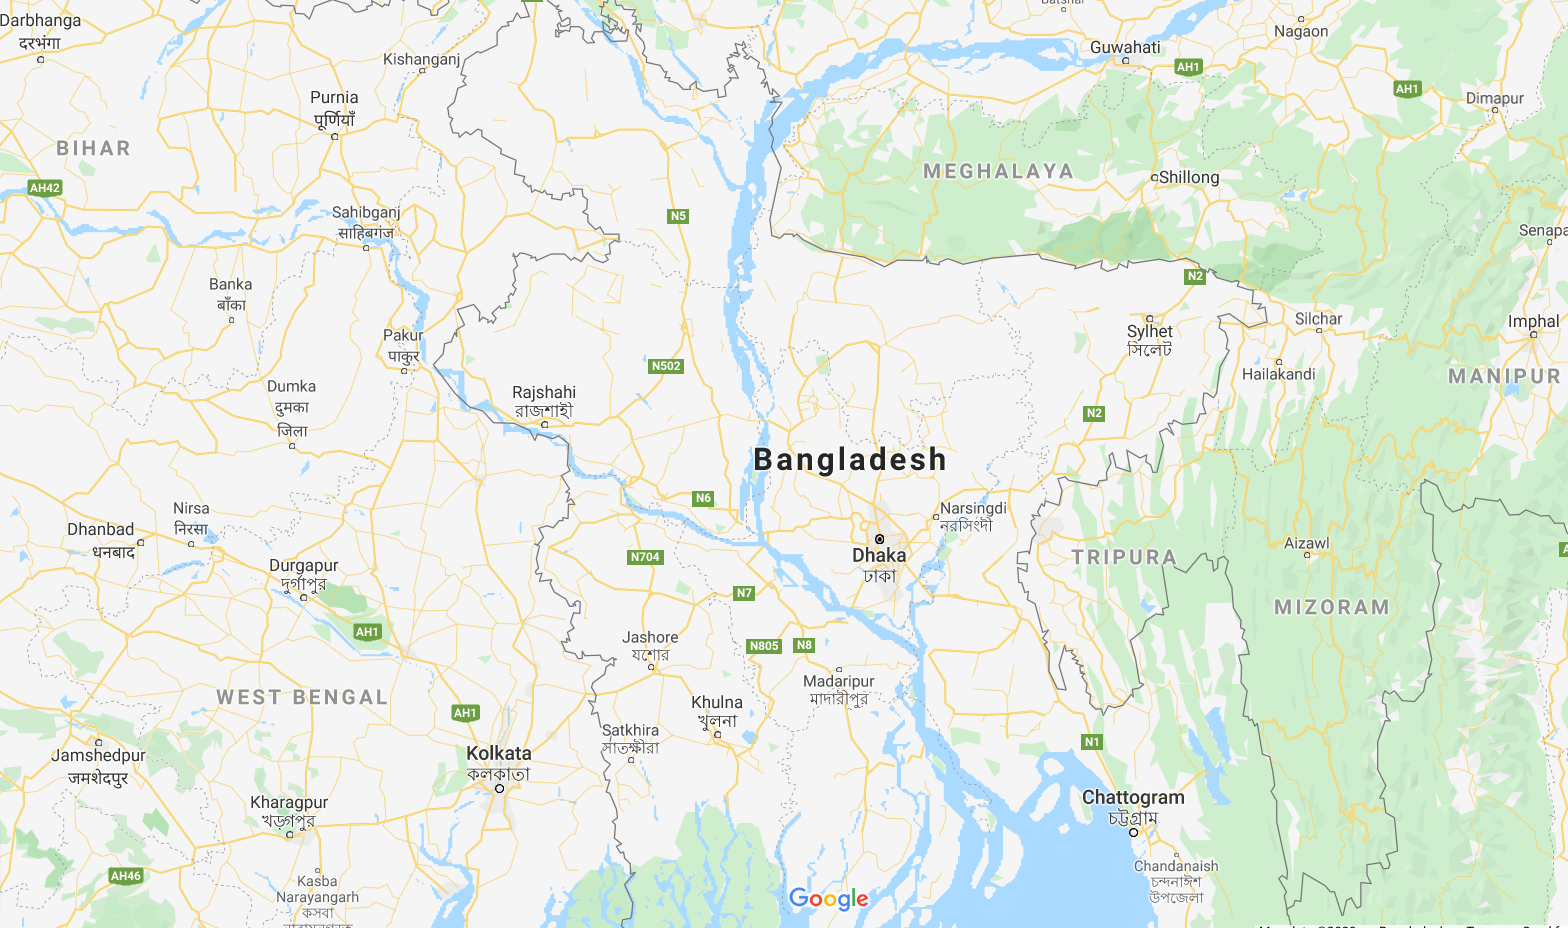 Darbhanga
दरभंगा
Kishanganj
Guwahati
Nagaon
AH1
AH1
Dimapur
Purnia
पूर्णियाँ
BIHAR
MEGHALAYA
Shillong
AH42
Sahibganj
साहिबगंज
N5
Senapa
N2
Banka
बाँका
Pakur
पाकुर
Sylhet
সিলেট
Silchar
Imphal
N502
Dumka
दुमका
जिला
Rajshahi
রাজশাহী
Hailakandi
MANIPUR
N2
Bangladesh
N6
Nirsa
निरसा
Narsingdi
নরসিংদী
Dhanbad
धनबाद
Dhaka
ঢাকা
Aizawl
TRIPURA
Durgapur
দুর্গাপুর
N704
N7
MIZORAM
AH1
Jashore
যশোর
N805
N8
Madaripur
মাদারীপুর
WEST BENGAL
AH1
Khulna
খুলনা
Satkhira
সাতক্ষীরা
N1
Jamshedpur
जमशेदपुर
Kolkata
কলকাতা
Kharagpur
খড়্গপুর
Chattogram
চট্টগ্রাম
Chandanaish
চন্দনাঈশ
উপজেলা
AH46
Kasba
Narayangarh
কসবা
Google